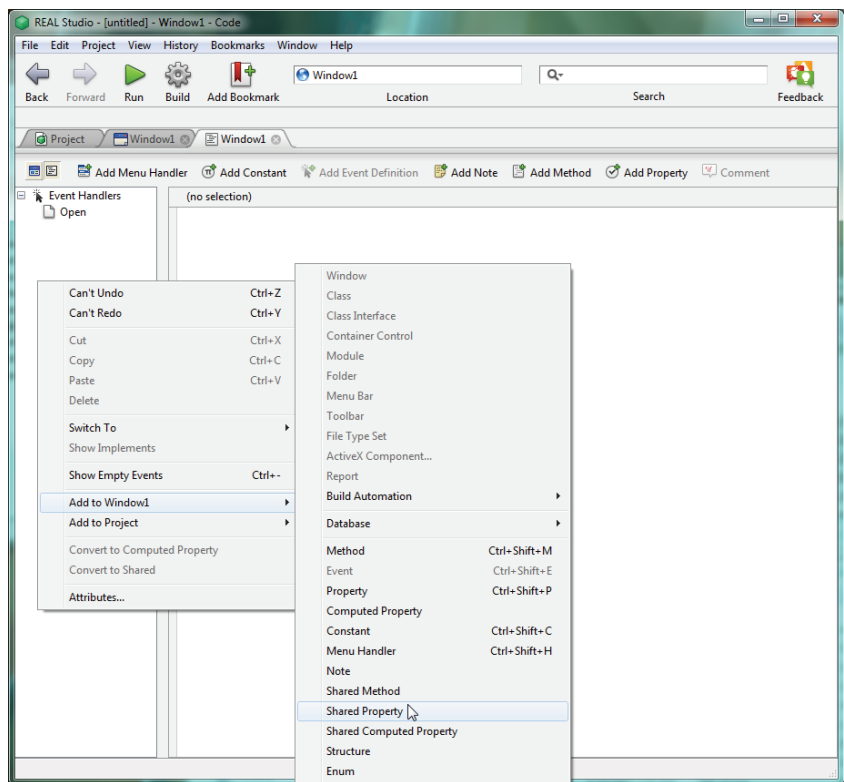 REAL Studio - [untitled] - Window1 - Code
File Edit Project View History Bookmarks Window Help
Window1
Back Forward Run Build Add Bookmark Location Search Feedback
Project Window1 Window1
Add Menu Handler Add Constant Add Event Definition Add Note Add Method Add Property Comment
Event Handlers
Open
(no selection)
Can't Undo Ctrl+Z
Can't Redo Ctrl+Y
Cut Ctrl+X
Copy Ctrl+C
Paste Ctrl+V
Delete
Switch To
Show Implements
Show Empty Events Ctrl+-
Add to Window1
Add to Project
Convert to Computed Property
Convert to Shared
Attributes...
Window
Class
Class Interface
Container Control
Module
Folder
Menu Bar
Toolbar
File Type Set
ActiveX Component...
Report
Build Automation
Database
Method Ctrl+Shift+M
Event Ctrl+Shift+E
Property Ctrl+Shift+P
Computed Property
Constant Ctrl+Shift+C
Menu Handler Ctrl+Shift+H
Note
Shared Method
Shared Property
Shared Computed Property
Structure
Enum